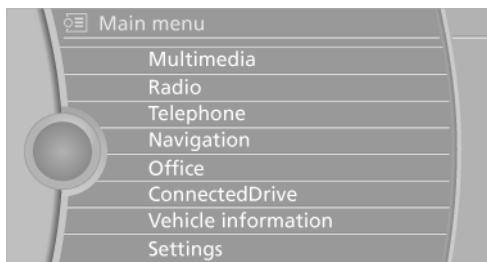 Main menu
Multimedia
Radio
Telephone
Navigation
Office
ConnectedDrive
Vehicle information
Settings